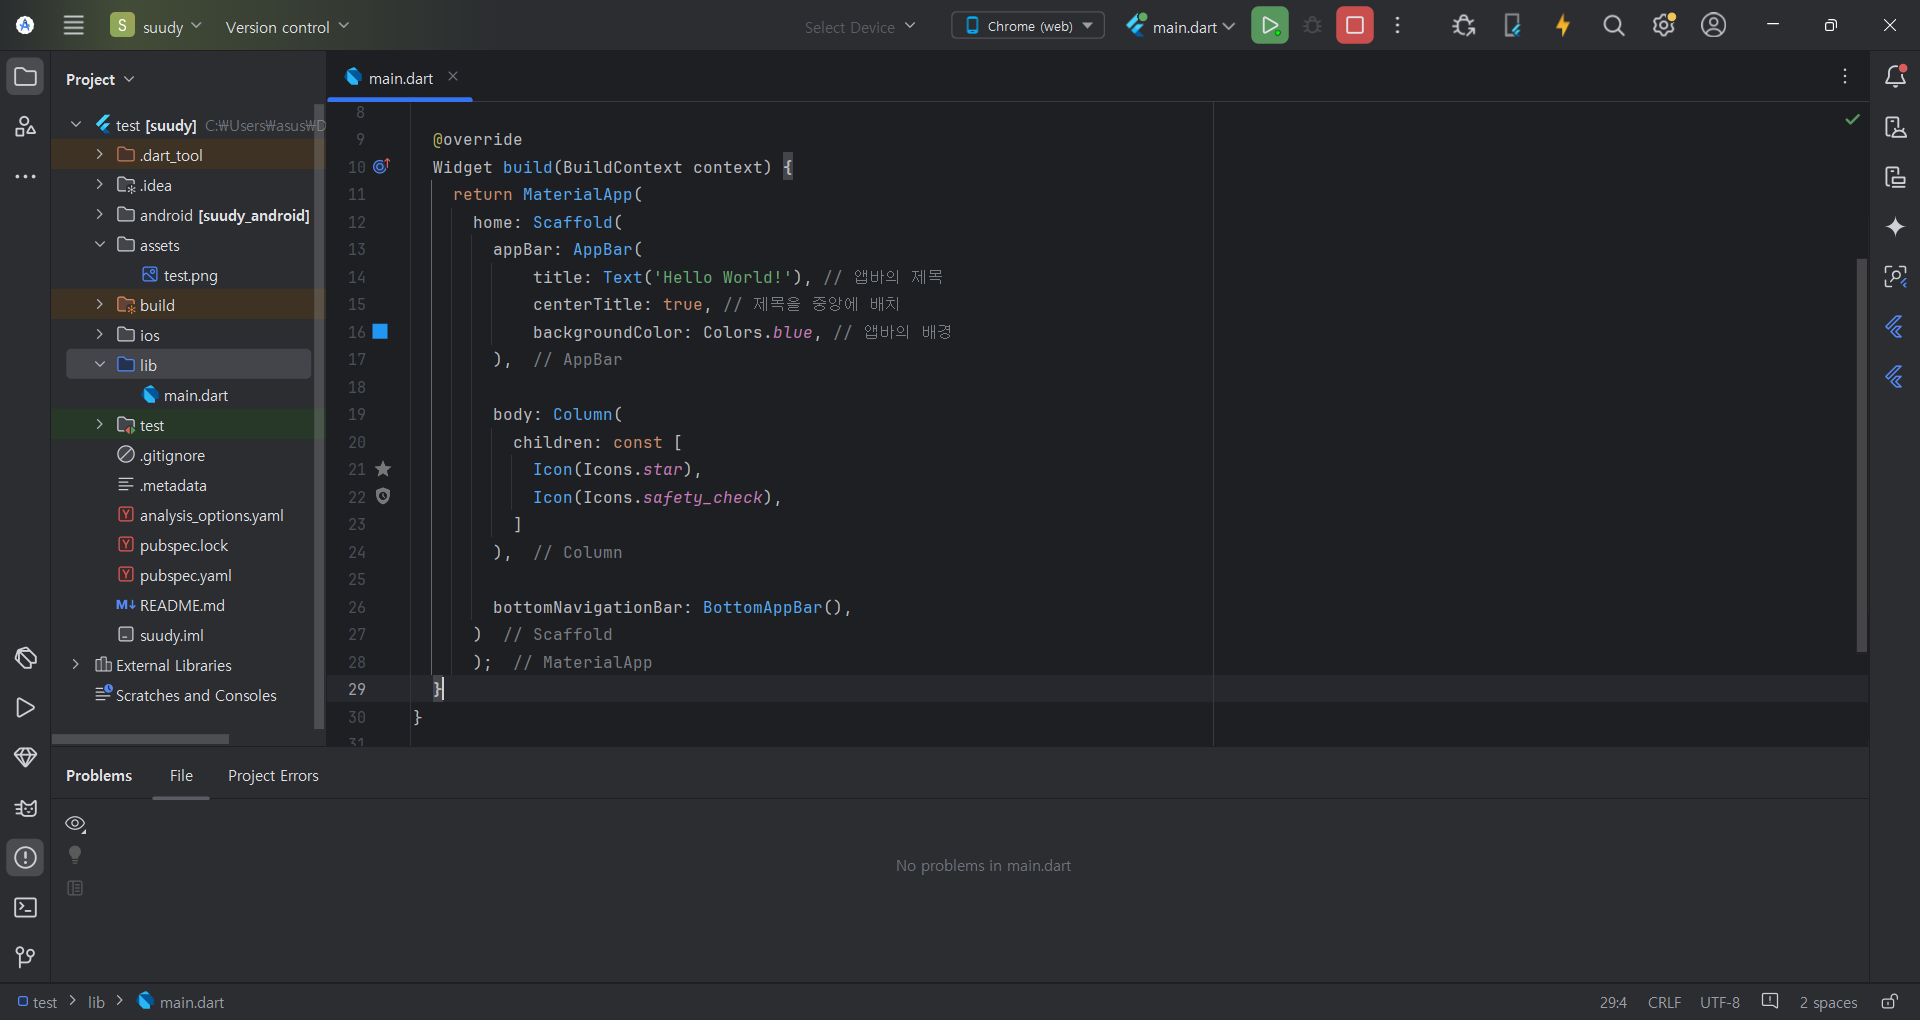 S suudy Version control Select Device Chrome (web) main.dart
Project
main.dart
test [suudy] C:₩Users₩asus₩D
.dart_tool
.idea
android [suudy_android]
assets
test.png
build
ios
lib
main.dart
test
.gitignore
.metadata
Y analysis_options.yaml
Y pubspec.lock
Y pubspec.yaml
M↓ README.md
suudy.iml
External Libraries
Scratches and Consoles
8
9 @override
10 Widget build(BuildContext context) {
11 return MaterialApp(
12 home: Scaffold(
13 appBar: AppBar(
14 title: Text('Hello World!'), // 앱바의 제목
15 centerTitle: true, // 제목을 중앙에 배치
16 backgroundColor: Colors.blue, // 앱바의 배경
17 ), // AppBar
18
19 body: Column(
20 children: const [
21 Icon(Icons.star),
22 Icon(Icons.safety_check),
23 ]
24 ), // Column
25
26 bottomNavigationBar: BottomAppBar(),
27 ) // Scaffold
28 ); // MaterialApp
29 }
30 }
31
Problems File Project Errors
No problems in main.dart
test > lib > main.dart 29:4 CRLF UTF-8 2 spaces